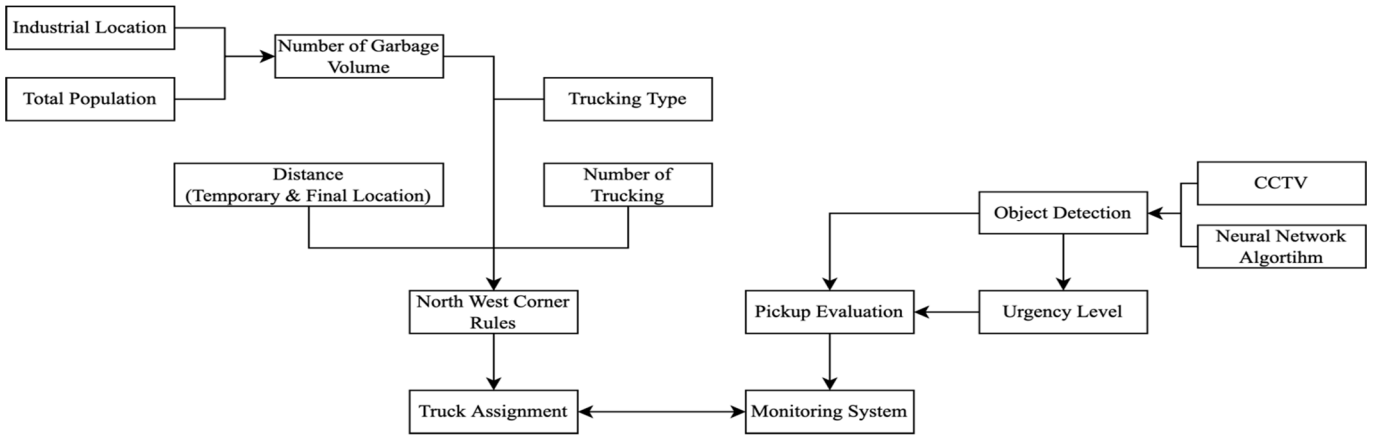 Industrial Location
Number of Garbage
Volume
Total Population
Trucking Type
Distance
(Temporary & Final Location)
Number of
Trucking
CCTV
Object Detection
Neural Network
Algortihm
North West Corner
Rules
Pickup Evaluation
Urgency Level
Truck Assignment
Monitoring System